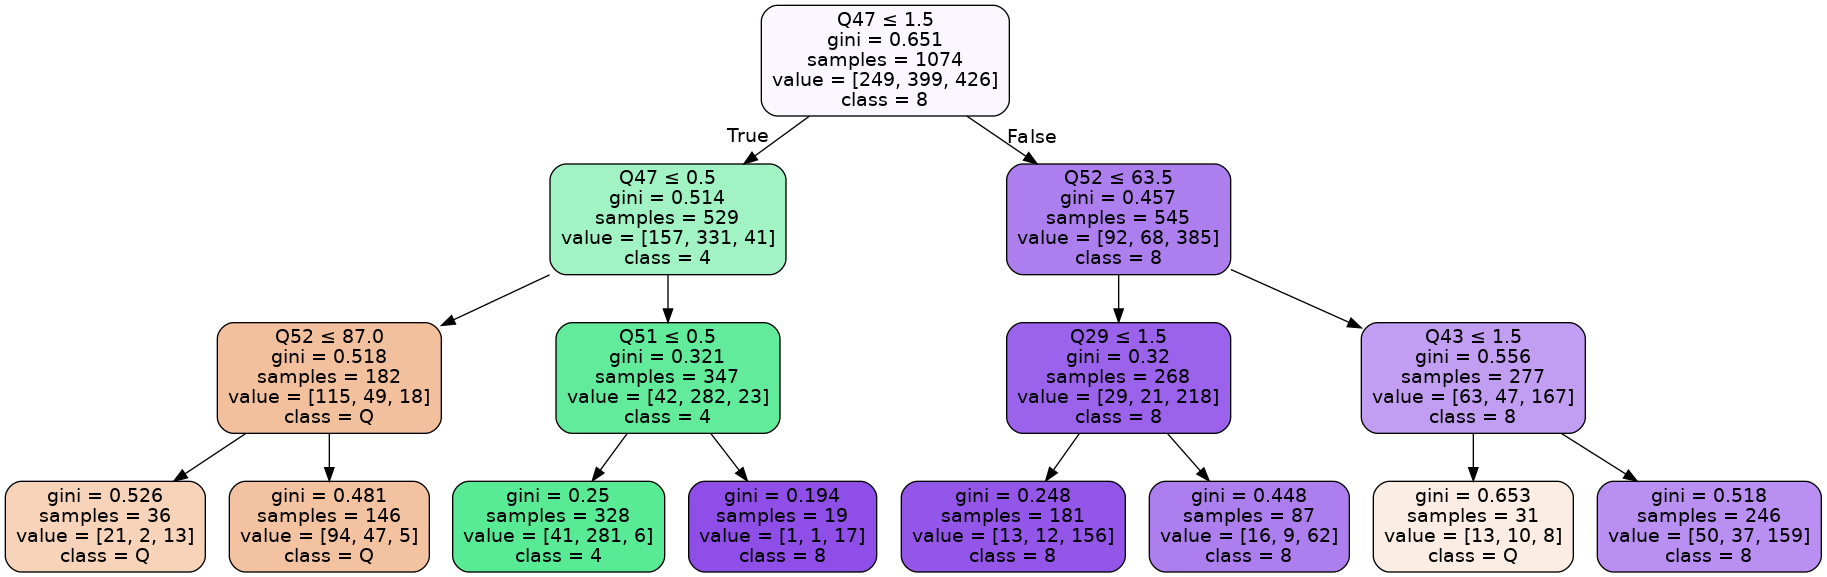 Q47 ≤ 1.5
gini = 0.651
samples = 1074
value = [249, 399, 426]
class = 8
True
False
Q47 ≤ 0.5
gini = 0.514
samples = 529
value = [157, 331, 41]
class = 4
Q52 ≤ 63.5
gini = 0.457
samples = 545
value = [92, 68, 385]
class = 8
Q52 ≤ 87.0
gini = 0.518
samples = 182
value = [115, 49, 18]
class = Q
Q51 ≤ 0.5
gini = 0.321
samples = 347
value = [42, 282, 23]
class = 4
Q29 ≤ 1.5
gini = 0.32
samples = 268
value = [29, 21, 218]
class = 8
Q43 ≤ 1.5
gini = 0.556
samples = 277
value = [63, 47, 167]
class = 8
gini = 0.526
samples = 36
value = [21, 2, 13]
class = Q
gini = 0.481
samples = 146
value = [94, 47, 5]
class = Q
gini = 0.25
samples = 328
value = [41, 281, 6]
class = 4
gini = 0.194
samples = 19
value = [1, 1, 17]
class = 8
gini = 0.248
samples = 181
value = [13, 12, 156]
class = 8
gini = 0.448
samples = 87
value = [16, 9, 62]
class = 8
gini = 0.653
samples = 31
value = [13, 10, 8]
class = Q
gini = 0.518
samples = 246
value = [50, 37, 159]
class = 8